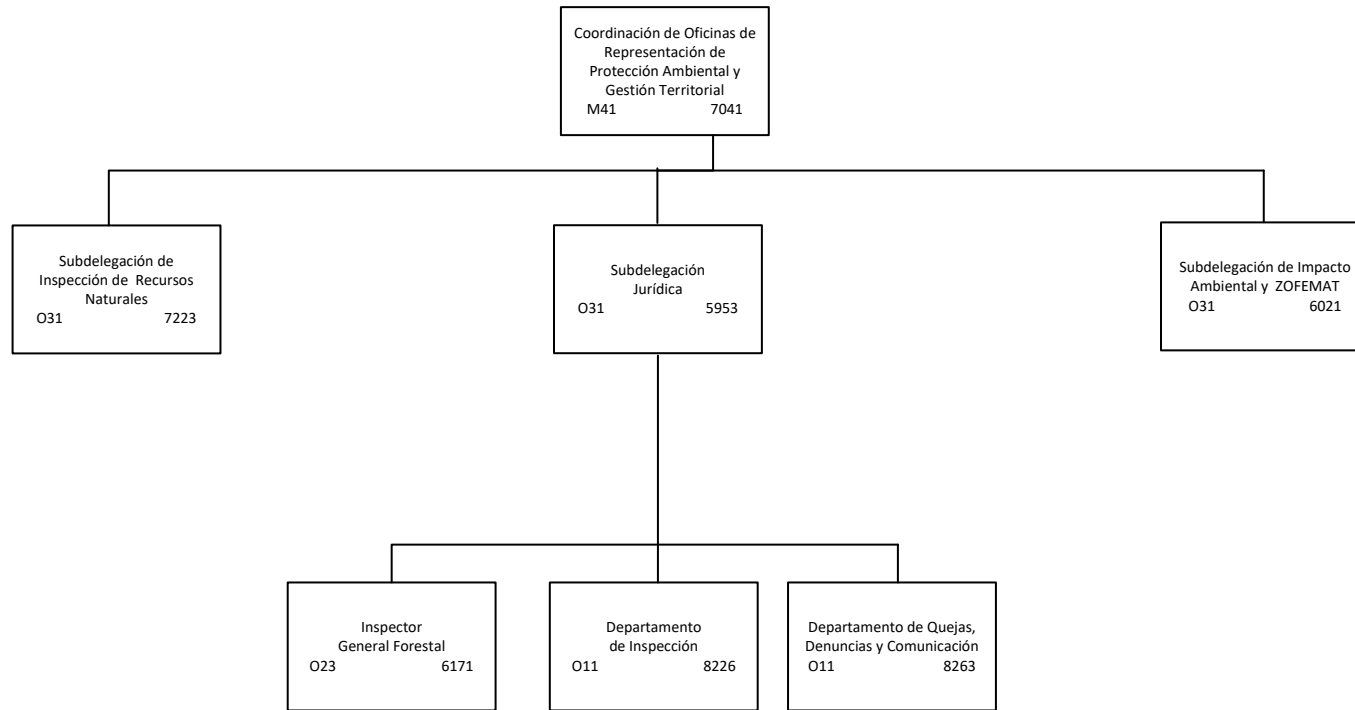 Coordinación de Oficinas de
Representación de
Protección Ambiental y
Gestión Territorial
M41 7041
Subdelegación de
Inspección de Recursos
Naturales
O31 7223
Subdelegación
Jurídica
O31 5953
Subdelegación de Impacto
Ambiental y ZOFEMAT
O31 6021
Inspector
General Forestal
O23 6171
Departamento
de Inspección
O11 8226
Departamento de Quejas,
Denuncias y Comunicación
O11 8263